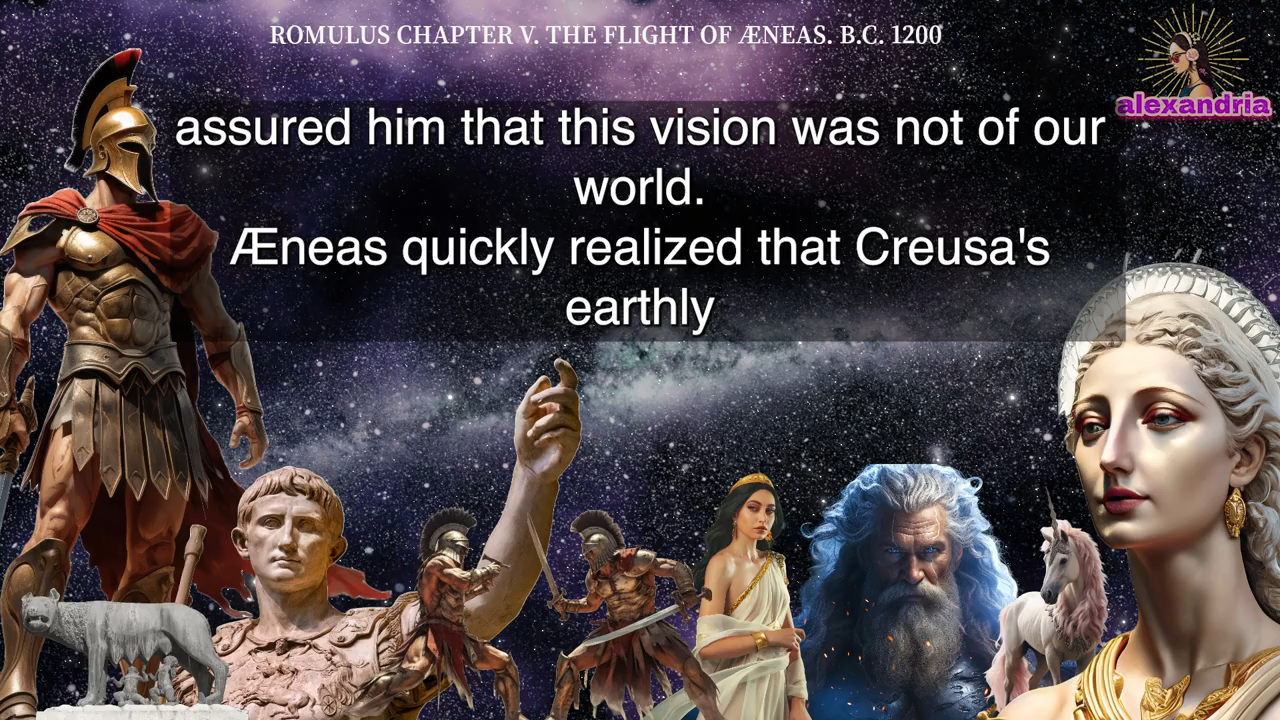 ROMULUS CHAPTER V. THE FLIGHT OF ÆNEAS. B.C. 1200
alexandria
assured him that this vision was not of our
world.
Æneas quickly realized that Creusa's
earthly